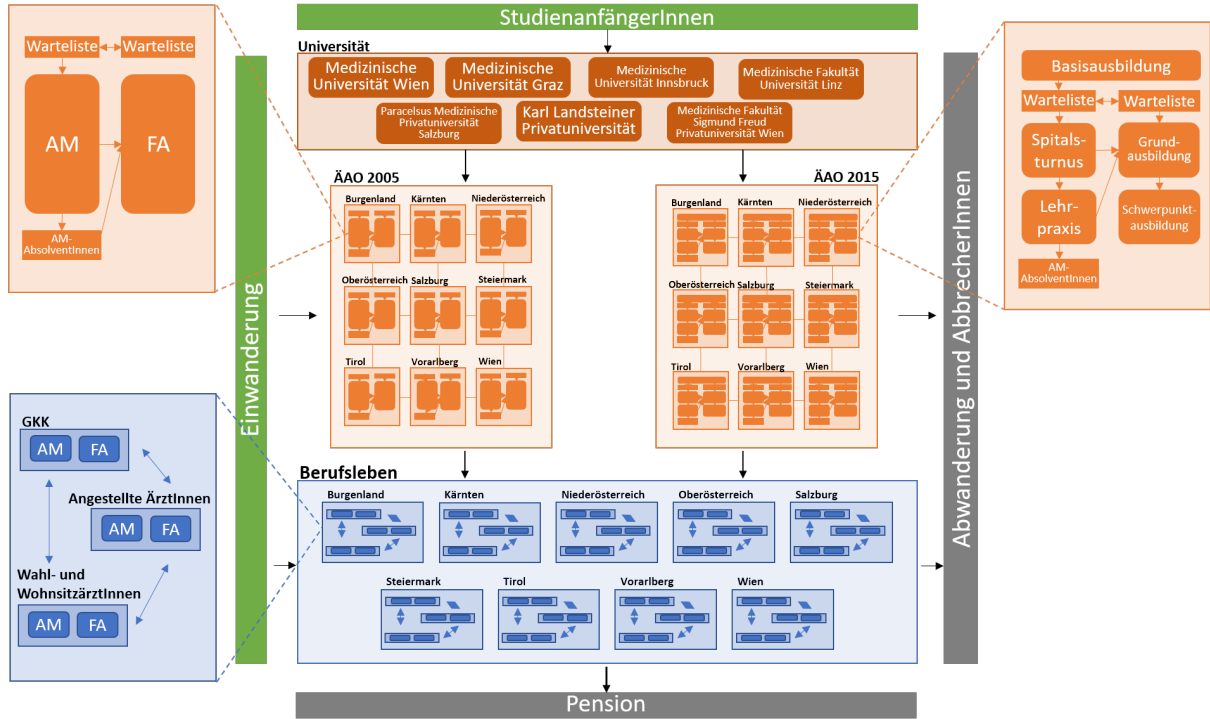 StudienanfängerInnen
Warteliste
Warteliste
AM
FA
AM-
AbsolventInnen
Universität
Medizinische
Universität Wien
Medizinische
Universität Graz
Medizinische
Universität Innsbruck
Medizinische Fakultät
Universität Linz
Paracelsus Medizinische
Privatuniversität
Salzburg
Karl Landsteiner
Privatuniversität
Medizinische Fakultät
Sigmund Freud
Privatuniversität Wien
Basisausbildung
Warteliste
Warteliste
Spitals-
turnus
Grund-
ausbildung
Lehr-
praxis
Schwerpunkt-
ausbildung
AM-
AbsolventInnen
Einwanderung
ÄAO 2005
Burgenland
Kärnten
Niederösterreich
Oberösterreich
Salzburg
Steiermark
Tirol
Vorarlberg
Wien
ÄAO 2015
Burgenland
Kärnten
Niederösterreich
Oberösterreich
Salzburg
Steiermark
Tirol
Vorarlberg
Wien
Abwanderung und AbbrecherInnen
GKK
AM
FA
Angestellte ÄrztInnen
AM
FA
Wahl- und
WohnsitzärztInnen
AM
FA
Berufsleben
Burgenland
Kärnten
Niederösterreich
Oberösterreich
Salzburg
Steiermark
Tirol
Vorarlberg
Wien
Pension